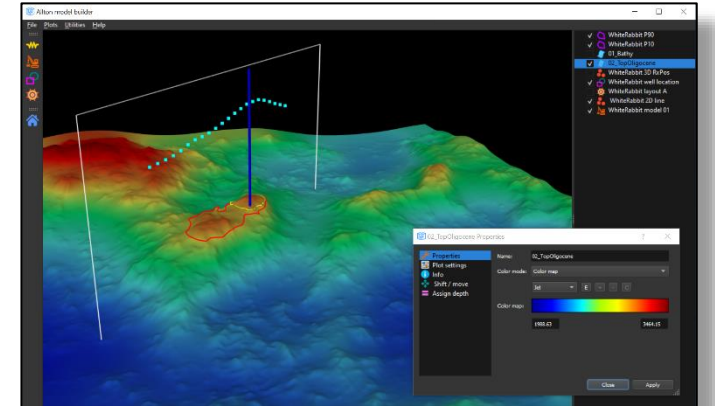 Allton model builder
File Plots Utilities Help
WhiteRabbit P90
WhiteRabbit P10
01_Bathy
02_TopOligocene
WhiteRabbit 3D RxPos
WhiteRabbit well location
WhiteRabbit layout A
WhiteRabbit 2D line
WhiteRabbit model 01
02_TopOligocene Properties
Properties
Plot settings
Info
Shift / move
Assign depth
Name: 02_TopOligocene
Color mode: Color map
Jet
Color map:
Close Apply